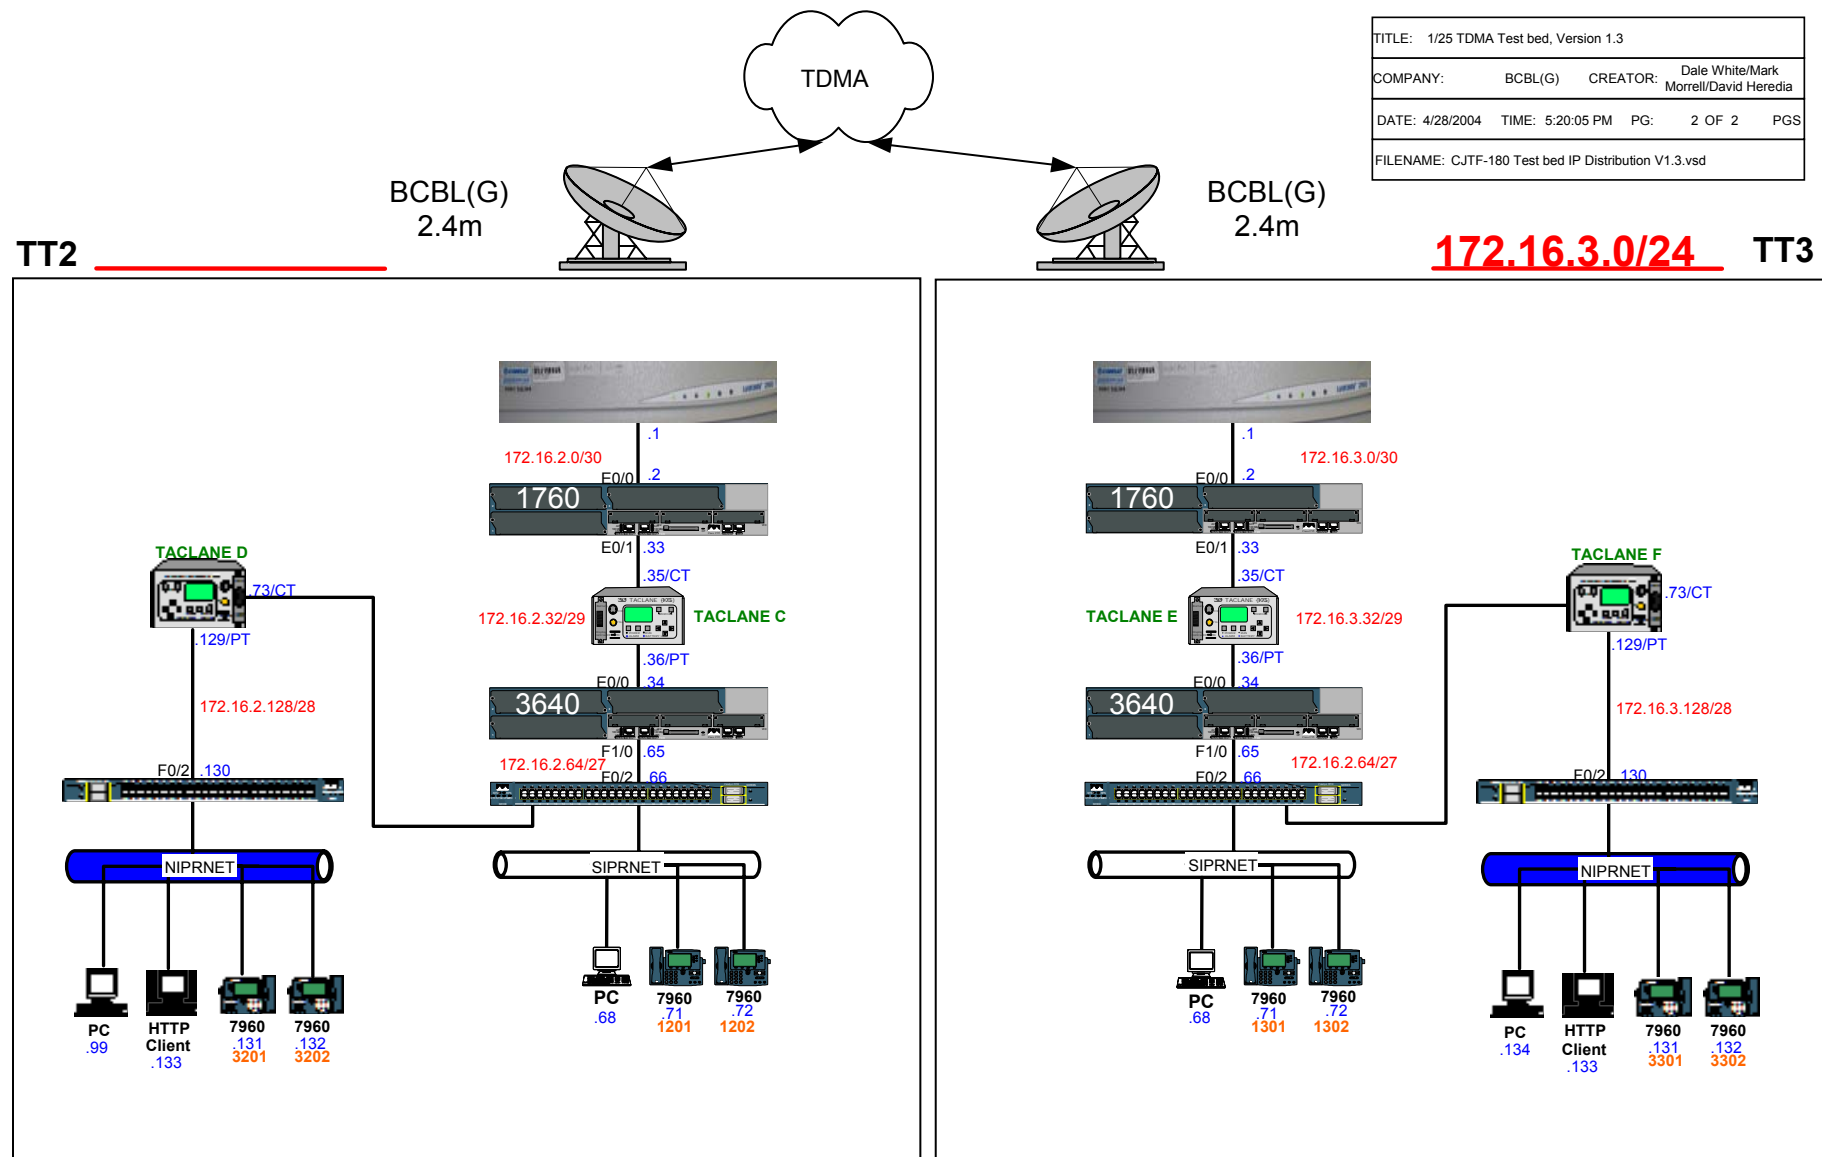 TDMA
TITLE: 1/25 TDMA Test bed, Version 1.3
COMPANY: BCBL(G) CREATOR: Dale White/Mark
Morrell/David Heredia
DATE: 4/28/2004 TIME: 5:20:05 PM PG: 2 OF 2 PGS
FILENAME: CJTF-180 Test bed IP Distribution V1.3.vsd
BCBL(G)
2.4m
BCBL(G)
2.4m
TT2
172.16.3.0/24 TT3
.1
172.16.2.0/30
E0/0 .2
1760
E0/1 .33
TACLANE D
.73/CT
.129/PT
.35/CT
172.16.2.32/29
TACLANE C
.36/PT
E0/0 .34
3640
172.16.2.128/28
F1/0 .65
172.16.2.64/27
F0/2 .66
F0/2 .130
NIPRNET
SIPRNET
PC
.99
HTTP
Client
.133
7960
.131
3201
7960
.132
3202
PC
.68
7960
.71
1201
7960
.72
1202
.1
172.16.3.0/30
E0/0 .2
1760
E0/1 .33
.35/CT
TACLANE E
172.16.3.32/29
.36/PT
TACLANE F
.73/CT
.129/PT
E0/0 .34
3640
172.16.3.128/28
F1/0 .65
172.16.2.64/27
F0/2 .66
F0/2 .130
SIPRNET
NIPRNET
PC
.68
7960
.71
1301
7960
.72
1302
PC
.134
HTTP
Client
.133
7960
.131
3301
7960
.132
3302